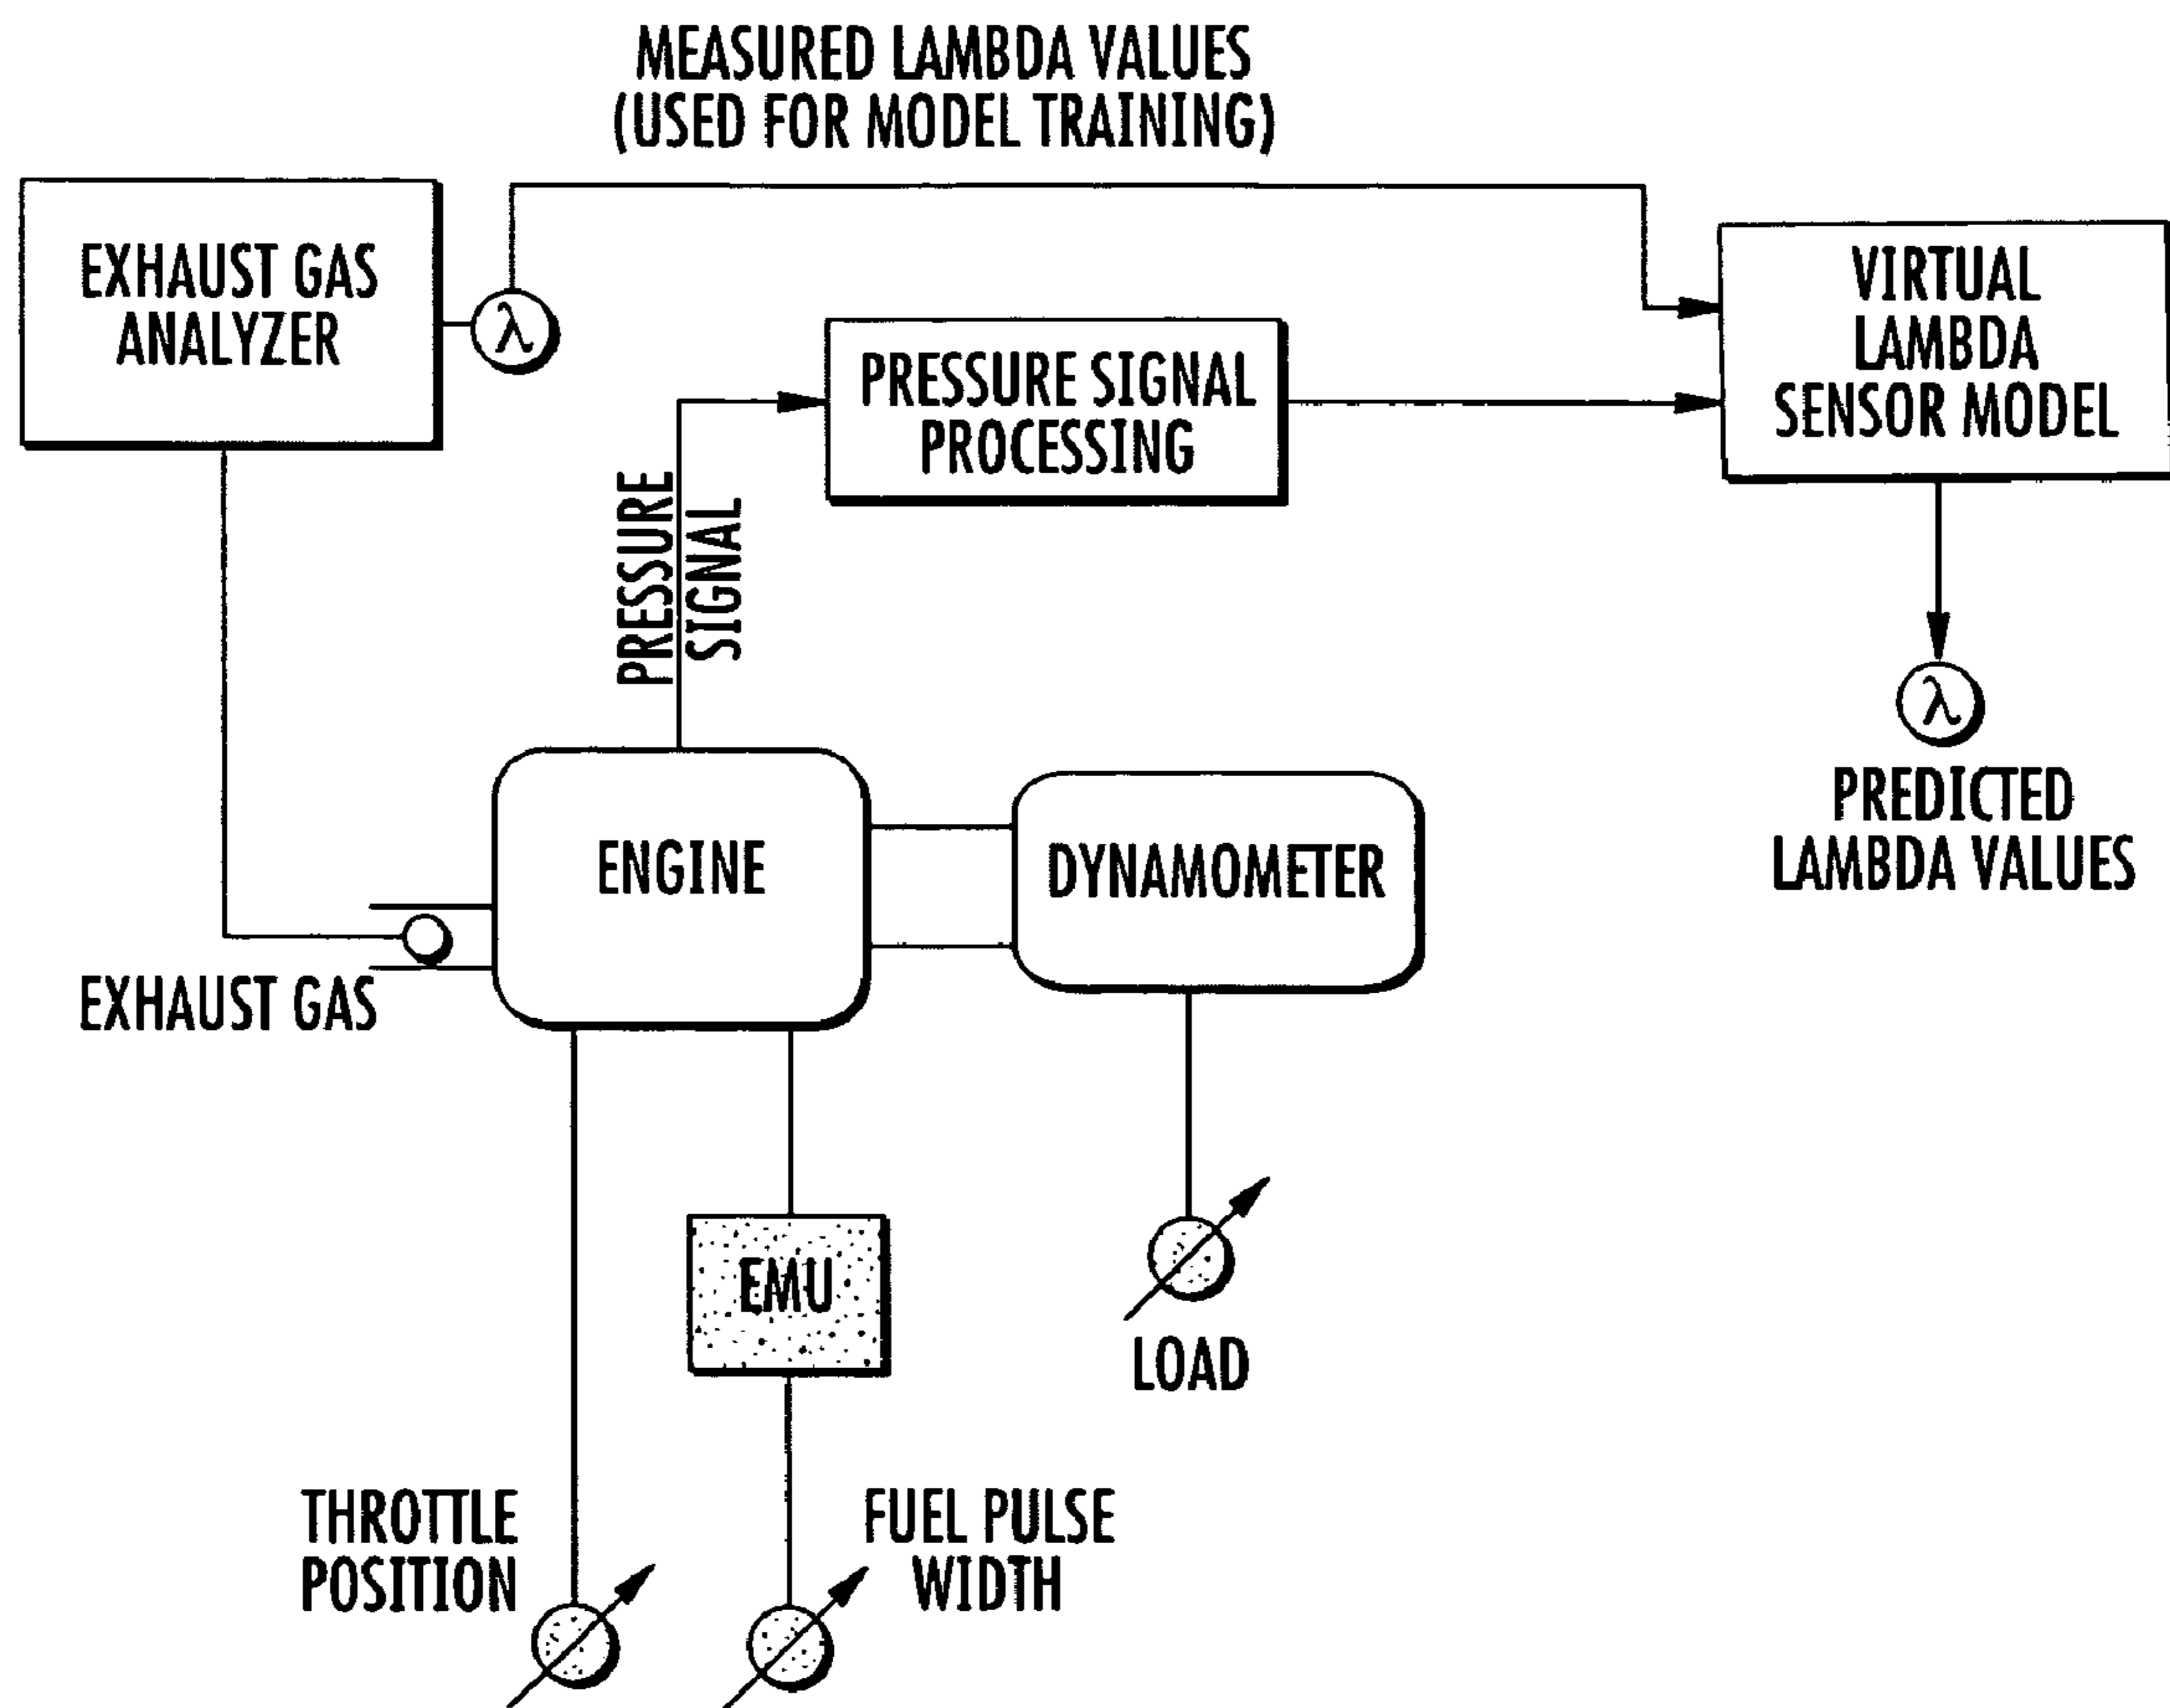 MEASURED LAMBDA VALUES
(USED FOR MODEL TRAINING)
EXHAUST GAS
ANALYZER
λ
PRESSURE SIGNAL
PROCESSING
VIRTUAL
LAMBDA
SENSOR MODEL
PRESSURE
SIGNAL
λ
PREDICTED
LAMBDA VALUES
ENGINE
DYNAMOMETER
EXHAUST GAS
EMU
LOAD
THROTTLE
POSITION
FUEL PULSE
WIDTH